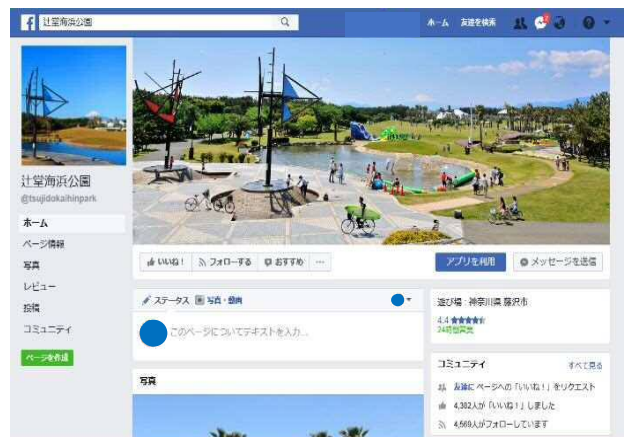 辻堂海浜公園
ホーム 友達を検索
辻堂海浜公園
@tsujidokaihinpark
ホーム
ページ情報
写真
レビュー
投稿
コミュニティ
ページを作成
いいね! フォローする おすすめ ...
アプリを利用 メッセージを送信
ステータス 写真・動画
このページについてテキストを入力...
写真
遊び場・神奈川県 藤沢市
4.4 ★★★★★
24時間営業
コミュニティ すべて見る
友達に ページへの「いいね!」をリクエスト
4,382人が「いいね!」しました
4,569人がフォローしています